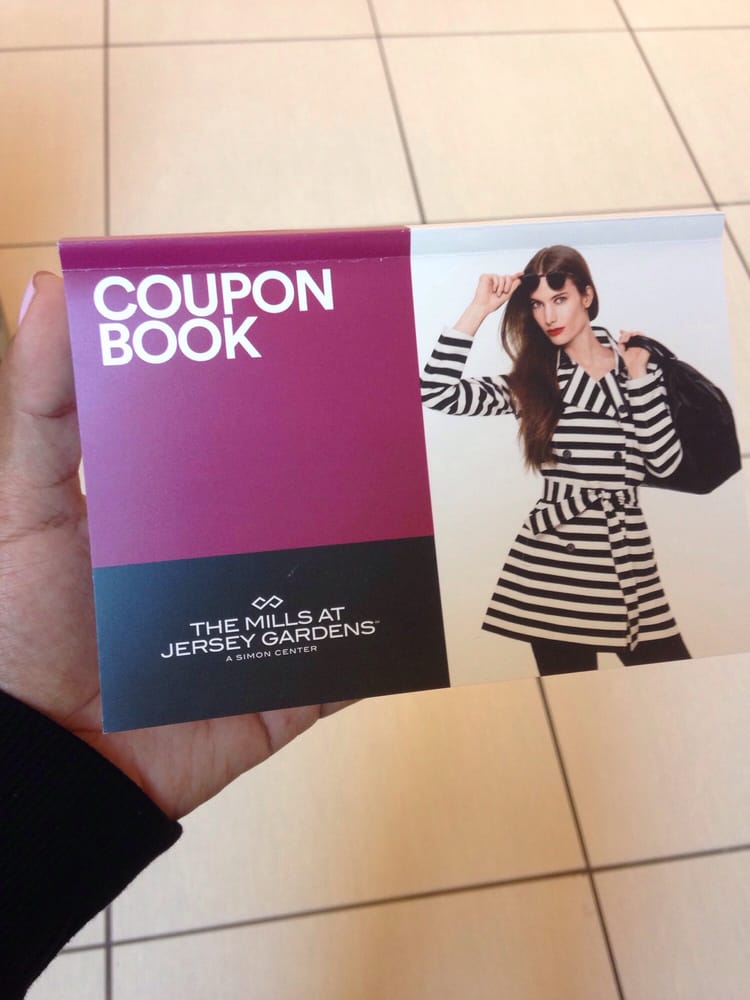 COUPON
BOOK
THE MILLS AT
JERSEY GARDENS™
A SIMON CENTER